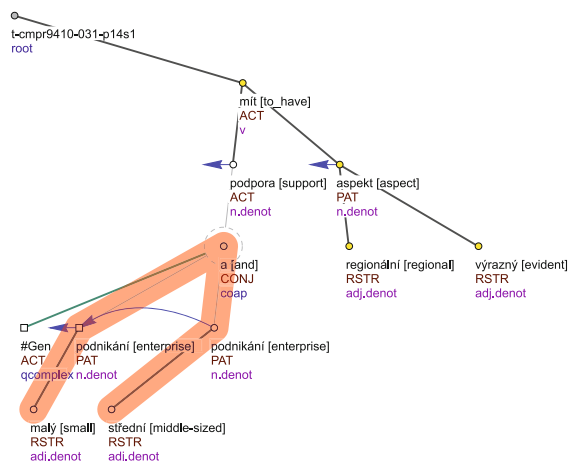 t-cmpr9410-031-p14s1
root
mít [to_have]
ACT
v
podpora [support]
ACT
n.denot
aspekt [aspect]
PAT
n.denot
a [and]
CONJ
coap
regionální [regional]
RSTR
adj.denot
výrazný [evident]
RSTR
adj.denot
#Gen
ACT
qcomplex
podnikání [enterprise]
PAT
n.denot
podnikání [enterprise]
PAT
n.denot
malý [small]
RSTR
adj.denot
střední [middle-sized]
RSTR
adj.denot